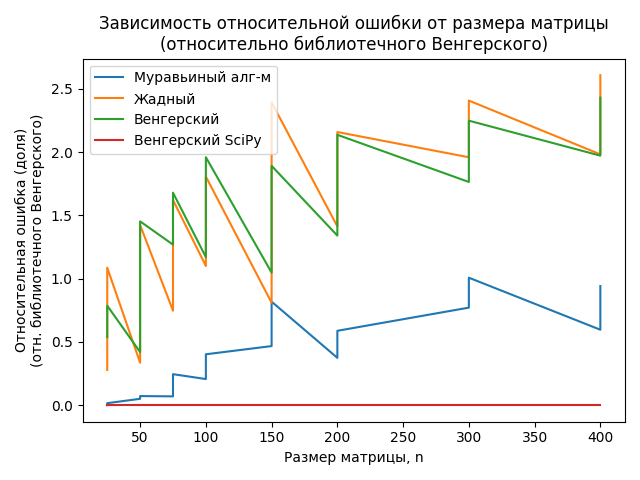 Зависимость относительной ошибки от размера матрицы
(относительно библиотечного Венгерского)
Относительная ошибка (доля)
(отн. библиотечного Венгерского)
Муравьиный алг-м
Жадный
Венгерский
Венгерский SciPy
2.5
2.0
1.5
1.0
0.5
0.0
50 100 150 200 250 300 350 400
Размер матрицы, n